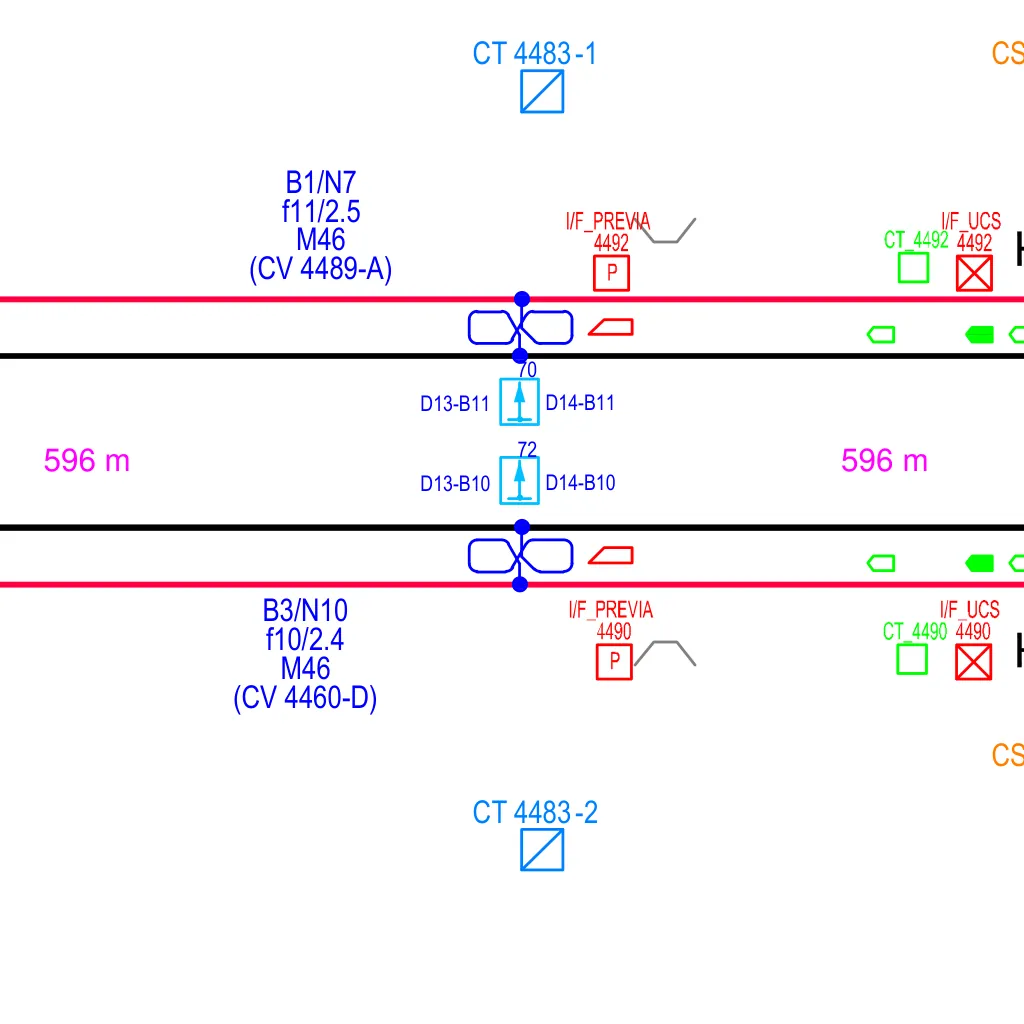 CT 4483-1
CS
B1/N7
f11/2.5
M46
(CV 4489-A)
I/F_PREVIA
4492
P
CT_4492
I/F_UCS
4492
70
D13-B11
D14-B11
596 m
596 m
72
D13-B10
D14-B10
B3/N10
f10/2.4
M46
(CV 4460-D)
I/F_PREVIA
4490
P
CT_4490
I/F_UCS
4490
CS
CT 4483-2